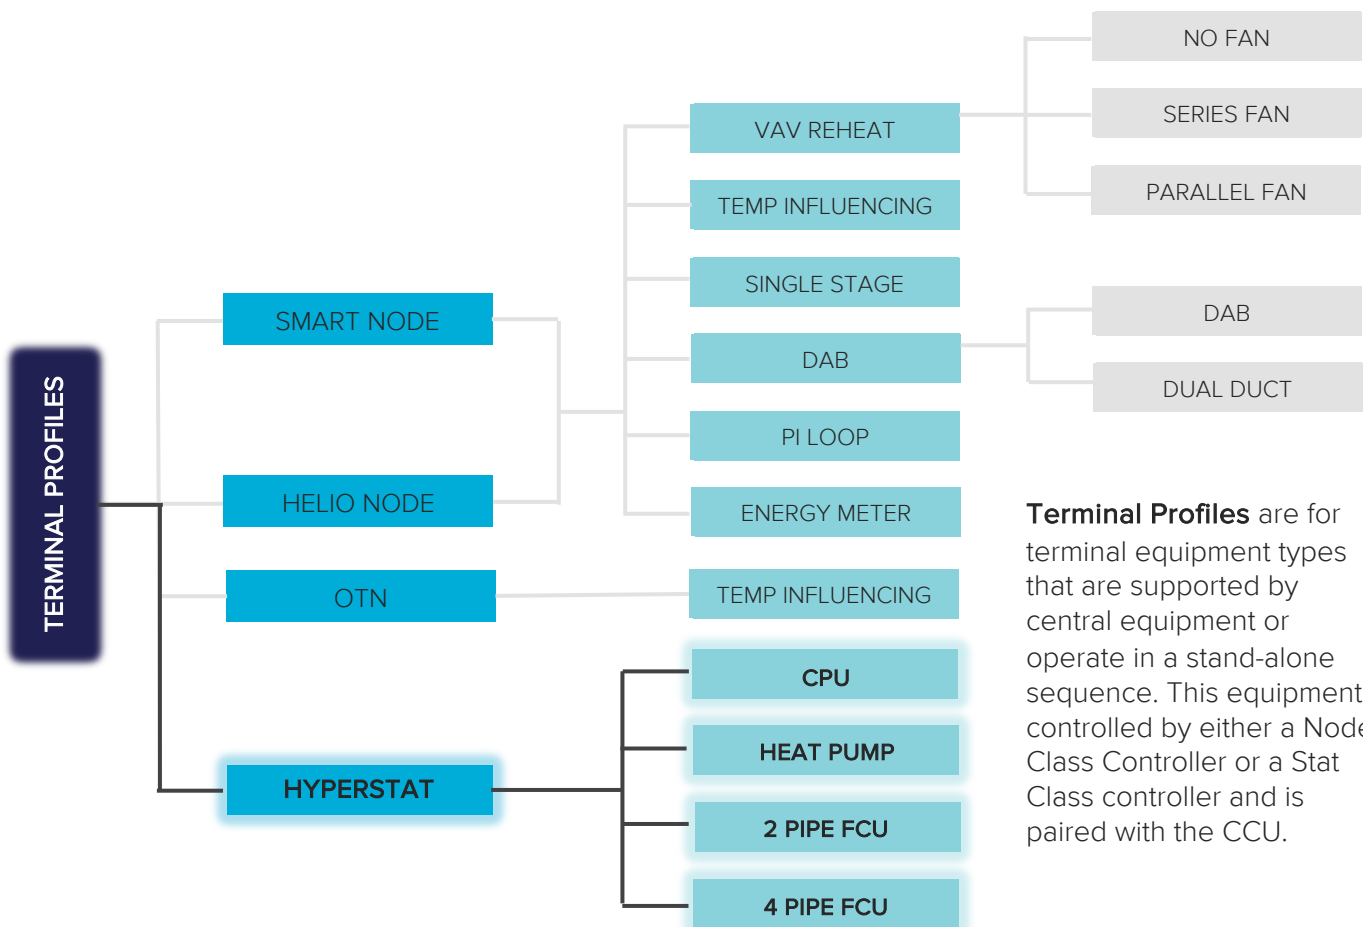 TERMINAL PROFILES
SMART NODE
HELIO NODE
OTN
HYPERSTAT
VAV REHEAT
TEMP INFLUENCING
SINGLE STAGE
DAB
PI LOOP
ENERGY METER
TEMP INFLUENCING
CPU
HEAT PUMP
2 PIPE FCU
4 PIPE FCU
NO FAN
SERIES FAN
PARALLEL FAN
DAB
DUAL DUCT
Terminal Profiles are for
terminal equipment types
that are supported by
central equipment or
operate in a stand-alone
sequence. This equipment
controlled by either a Node
Class Controller or a Stat
Class controller and is
paired with the CCU.